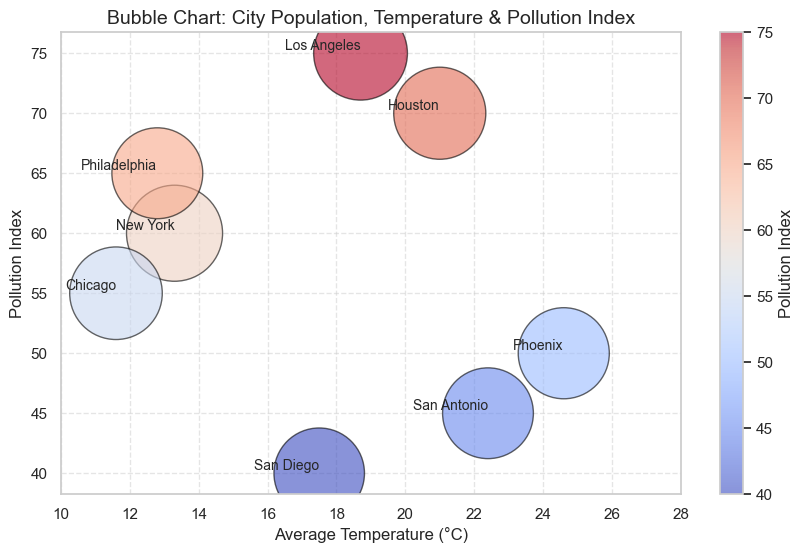 Bubble Chart: City Population, Temperature & Pollution Index
Los Angeles
Houston
Philadelphia
New York
Chicago
Phoenix
San Antonio
San Diego
75
70
65
60
55
50
45
40
Pollution Index
10
12
14
16
18
20
22
24
26
28
Average Temperature (°C)
75
70
65
60
55
50
45
40
Pollution Index